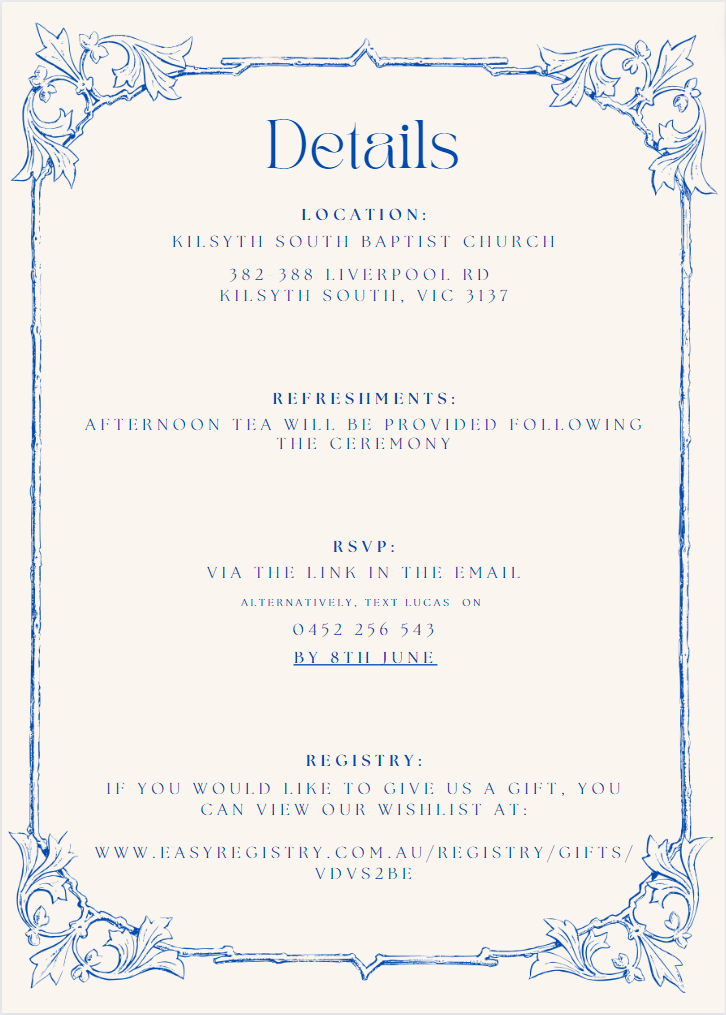 Details
LOCATION:
KILSYTH SOUTH BAPTIST CHURCH
382-388 LIVERPOOL RD
KILSYTH SOUTH, VIC 3137
REFRESHMENTS:
AFTERNOON TEA WILL BE PROVIDED FOLLOWING
THE CEREMONY
RSVP:
VIA THE LINK IN THE EMAIL
ALTERNATIVELY, TEXT LUCAS ON
0452 256 543
BY 8TH JUNE
REGISTRY:
IF YOU WOULD LIKE TO GIVE US A GIFT, YOU
CAN VIEW OUR WISHLIST AT:
WWW.EASYREGISTRY.COM.AU/REGISTRY/GIFTS/
VDVS2BE